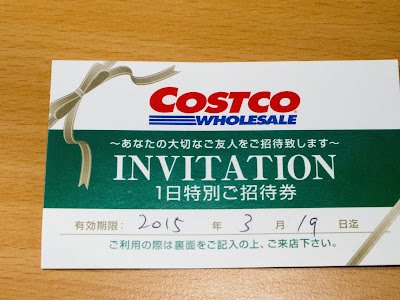 COSTCO
WHOLESALE
～あなたの大切なご友人をご招待致します～
INVITATION
1日特別ご招待券
有効期限： 2015 年 3 月 19 日迄
ご利用の際は裏面をご記入の上、ご来店下さい。